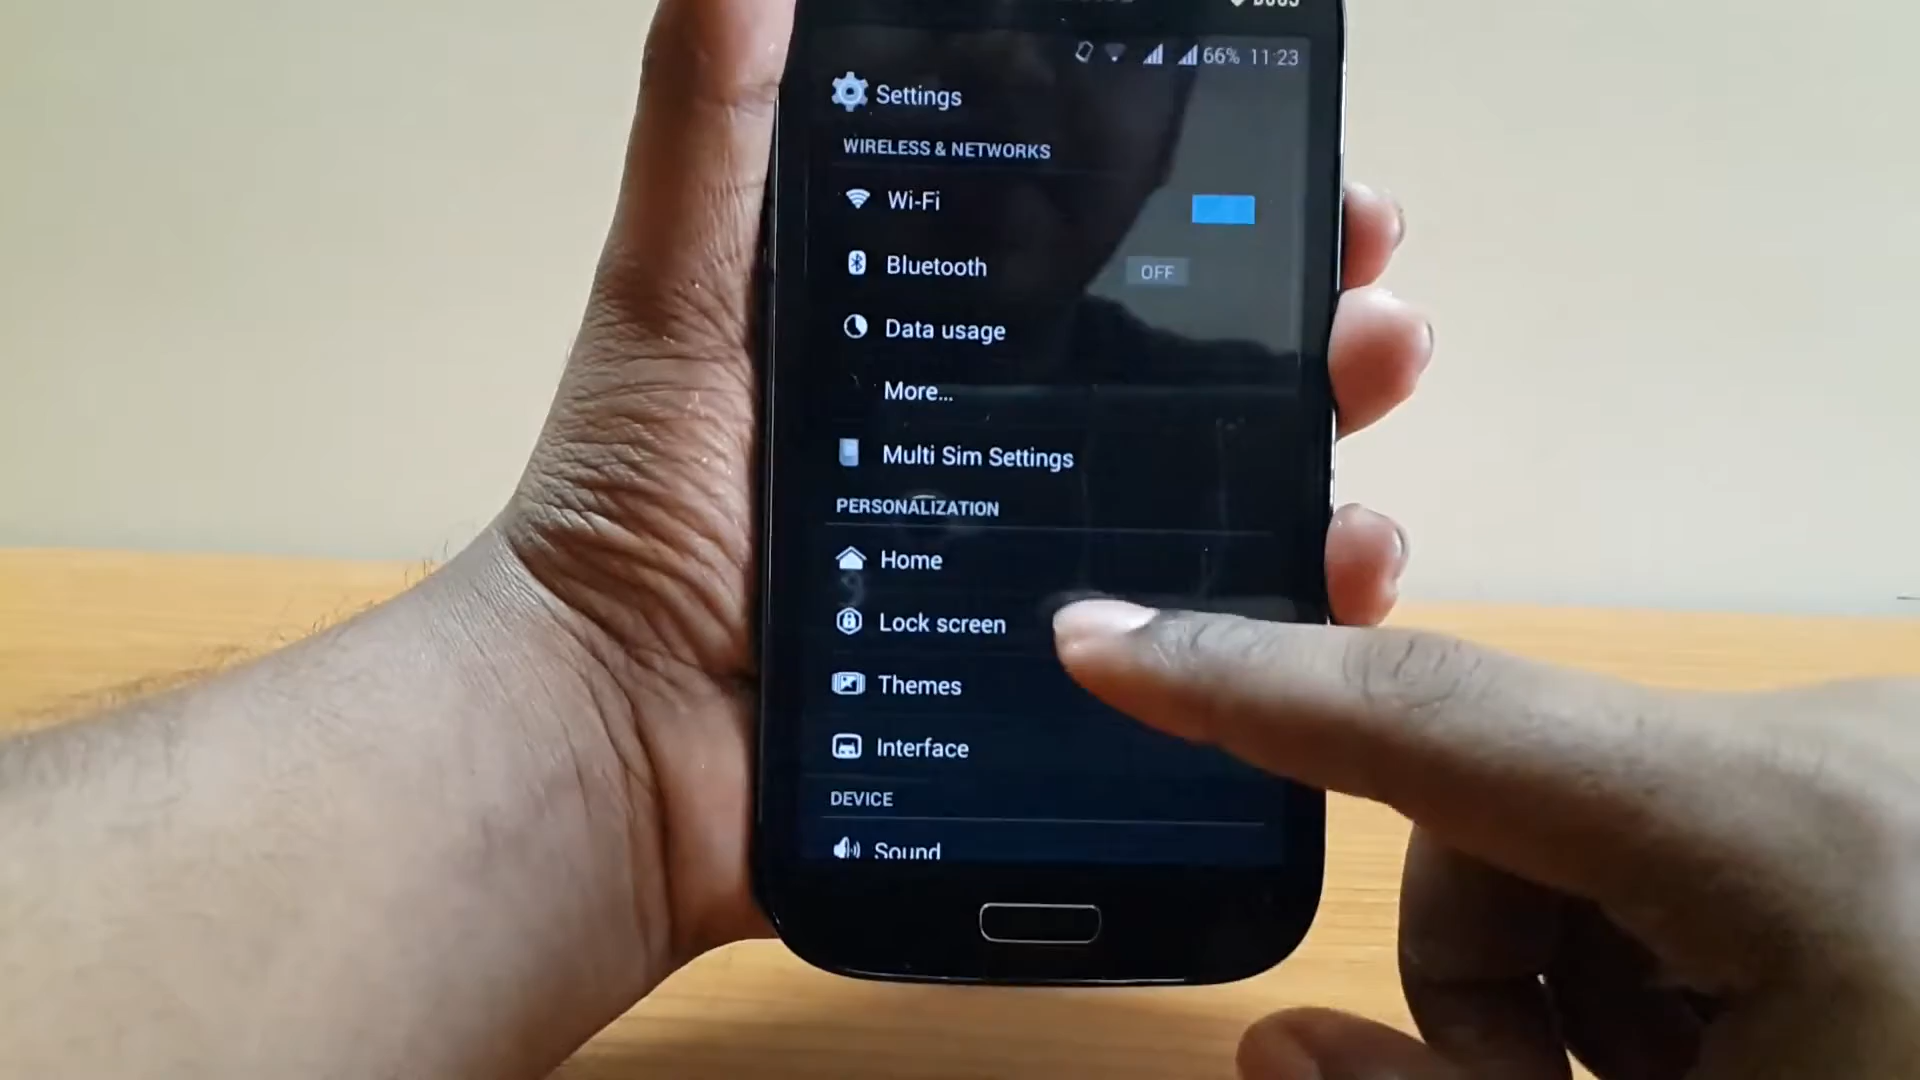 66% 11:23
Settings
WIRELESS & NETWORKS
Wi-Fi
Bluetooth OFF
Data usage
More...
Multi Sim Settings
PERSONALIZATION
Home
Lock screen
Themes
Interface
DEVICE
Sound